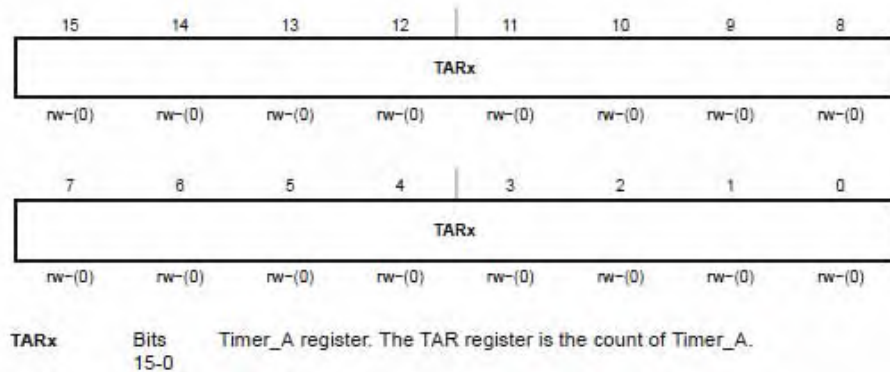 15 14 13 12 11 10 9 8
TARx
rw−(0) rw−(0) rw−(0) rw−(0) rw−(0) rw−(0) rw−(0) rw−(0)
7 6 5 4 3 2 1 0
TARx
rw−(0) rw−(0) rw−(0) rw−(0) rw−(0) rw−(0) rw−(0) rw−(0)
TARx Bits Timer_A register. The TAR register is the count of Timer_A.
15-0